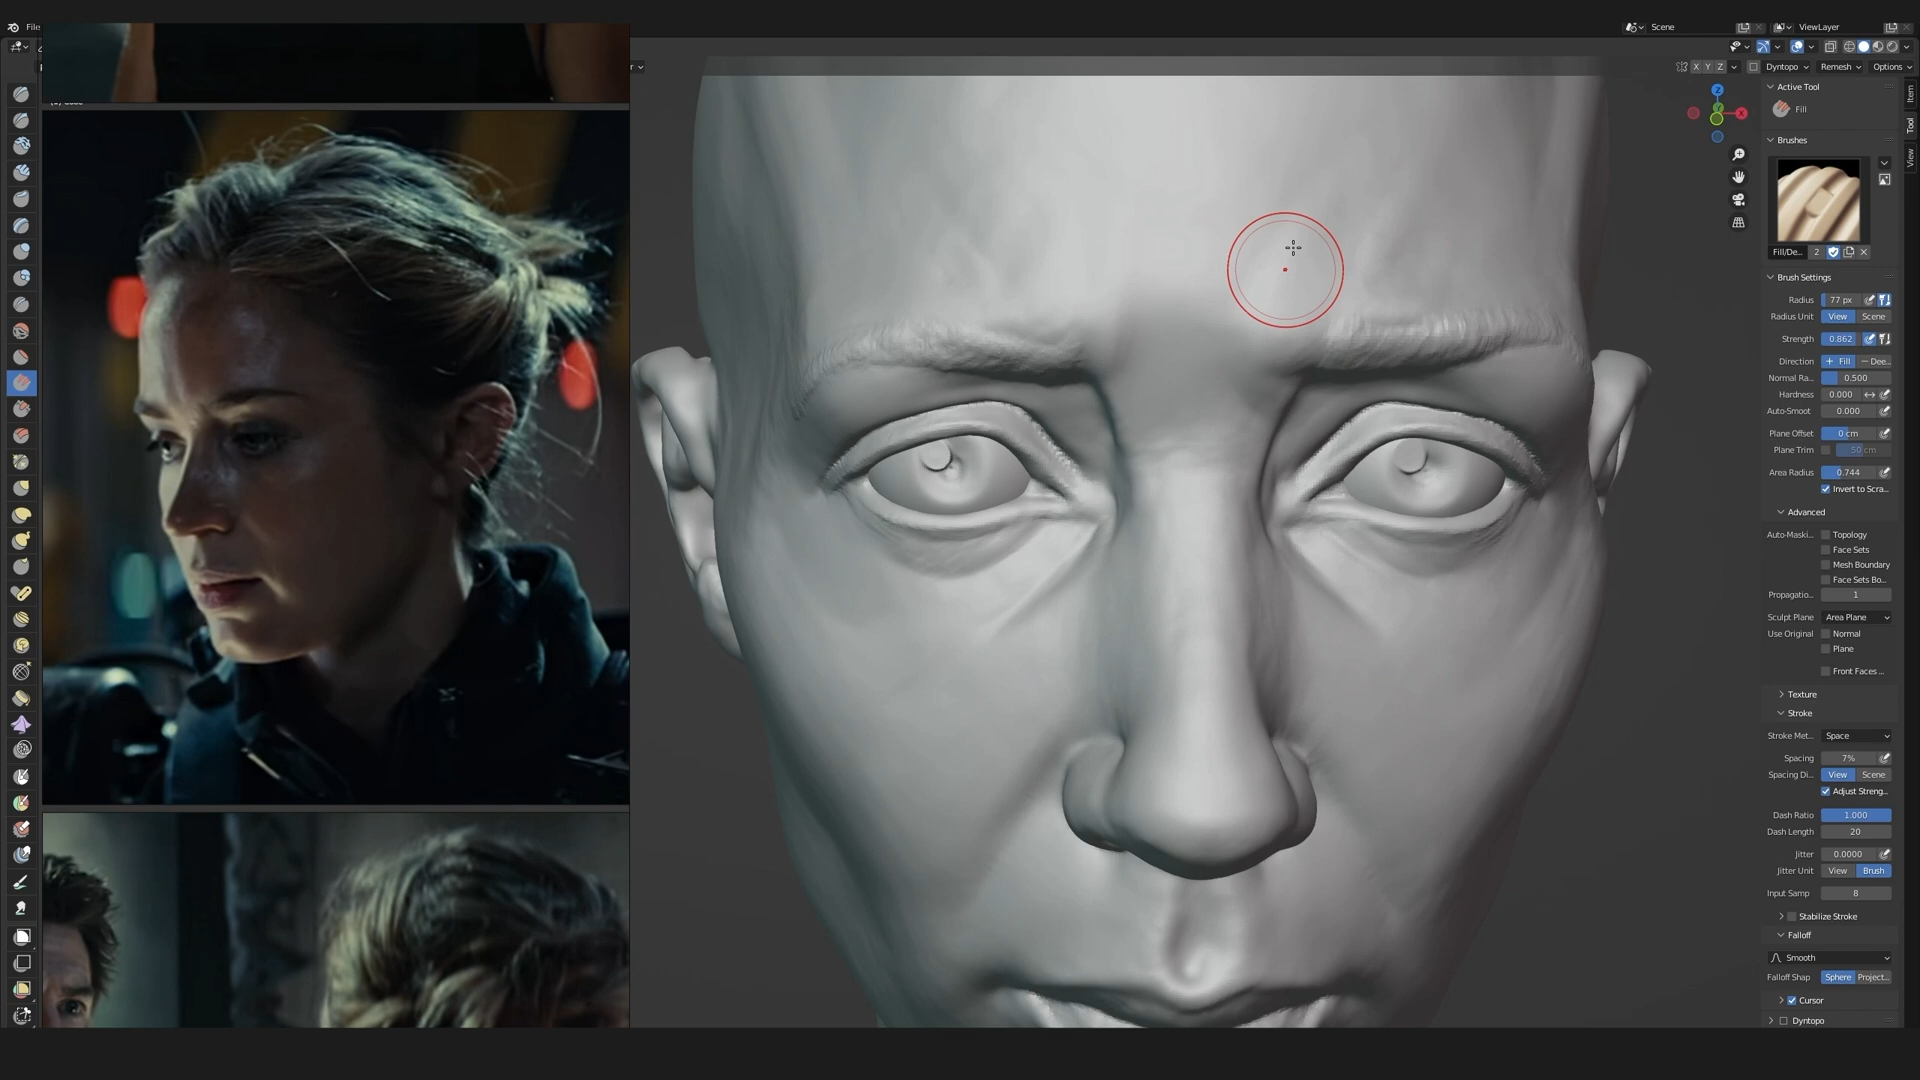 File
Scene
ViewLayer
X Y Z
Dyntopo
Remesh
Options
Active Tool
Fill
Brushes
Fill/De... 2
Brush Settings
Radius 77 px
Radius Unit View Scene
Strength 0.862
Direction + Fill — Dee...
Normal Ra... 0.500
Hardness 0.000
Auto-Smoot 0.000
Plane Offset 0 cm
Plane Trim 50 cm
Area Radius 0.744
Invert to Scra...
Advanced
Auto-Maski... Topology
Face Sets
Mesh Boundary
Face Sets Bo...
Propagatio... 1
Sculpt Plane Area Plane
Use Original Normal
Plane
Front Faces ...
Texture
Stroke
Stroke Met... Space
Spacing 7%
Spacing Di... View Scene
Adjust Streng...
Dash Ratio 1.000
Dash Length 20
Jitter 0.0000
Jitter Unit View Brush
Input Samp 8
Stabilize Stroke
Falloff
Smooth
Falloff Shap Sphere Project...
Cursor
Dyntopo
Item
Tool
View
Z
Y
X